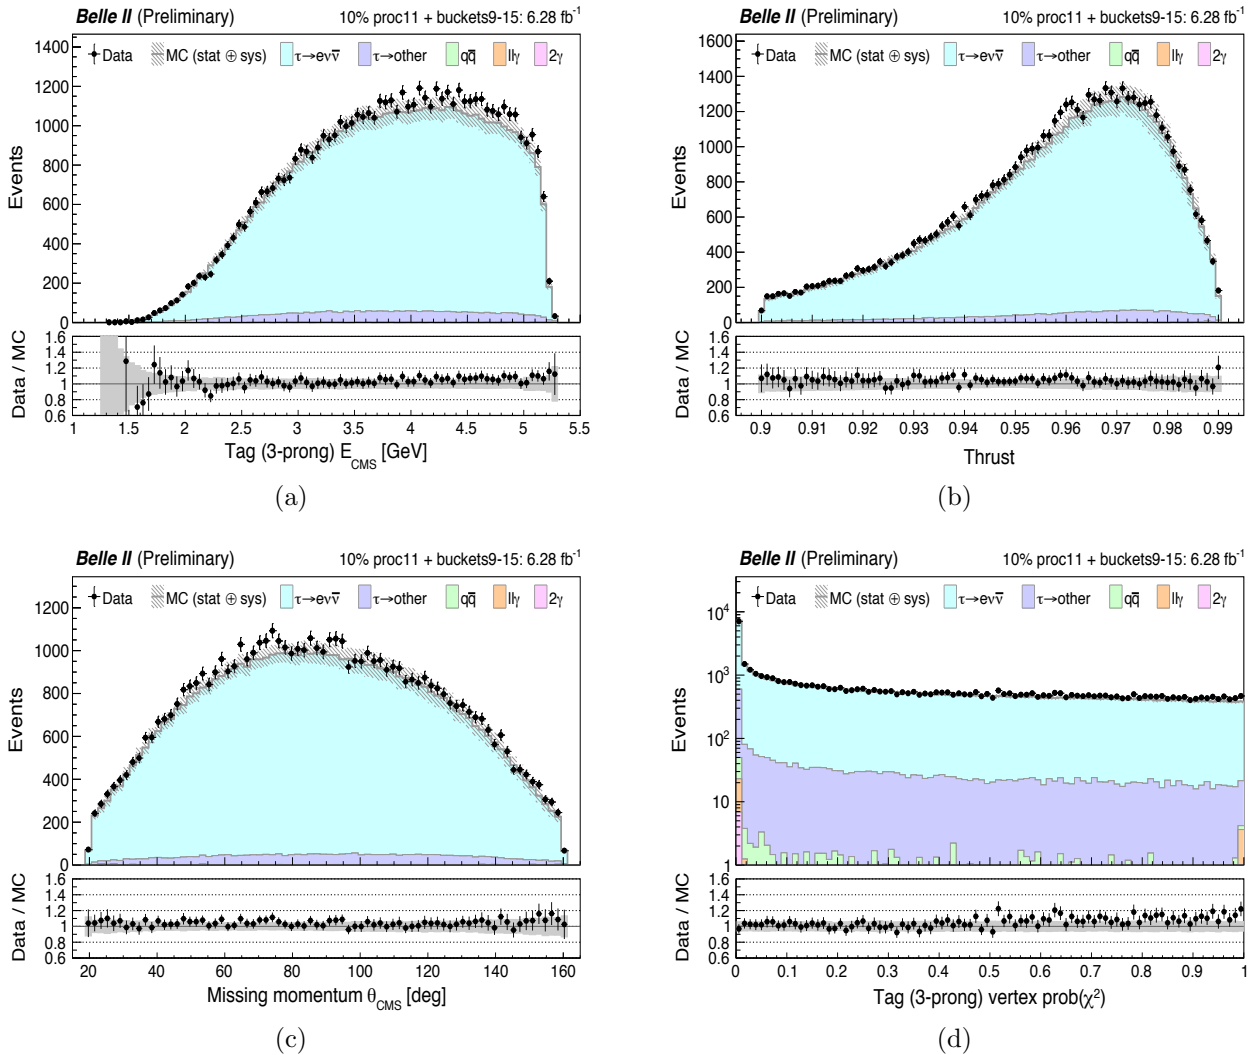 Belle II (Preliminary) 10% proc11 + buckets9-15: 6.28 fb⁻¹
1400
1200
1000
800
600
400
200
0
Events
Data MC (stat ⊕ sys) τ→eνν̅ τ→other qq̅ llγ 2γ
1.6
1.4
1.2
1
0.8
0.6
Data / MC
1 1.5 2 2.5 3 3.5 4 4.5 5 5.5
Tag (3-prong) E_CMS [GeV]
(a)
Belle II (Preliminary) 10% proc11 + buckets9-15: 6.28 fb⁻¹
1600
1400
1200
1000
800
600
400
200
0
Events
Data MC (stat ⊕ sys) τ→eνν̅ τ→other qq̅ llγ 2γ
1.6
1.4
1.2
1
0.8
0.6
Data / MC
0.9 0.91 0.92 0.93 0.94 0.95 0.96 0.97 0.98 0.99
Thrust
(b)
Belle II (Preliminary) 10% proc11 + buckets9-15: 6.28 fb⁻¹
1200
1000
800
600
400
200
0
Events
Data MC (stat ⊕ sys) τ→eνν̅ τ→other qq̅ llγ 2γ
1.6
1.4
1.2
1
0.8
0.6
Data / MC
20 40 60 80 100 120 140 160
Missing momentum θ_CMS [deg]
(c)
Belle II (Preliminary) 10% proc11 + buckets9-15: 6.28 fb⁻¹
10⁴
10³
10²
10
1
Events
Data MC (stat ⊕ sys) τ→eνν̅ τ→other qq̅ llγ 2γ
1.6
1.4
1.2
1
0.8
0.6
Data / MC
0 0.1 0.2 0.3 0.4 0.5 0.6 0.7 0.8 0.9 1
Tag (3-prong) vertex prob(χ²)
(d)